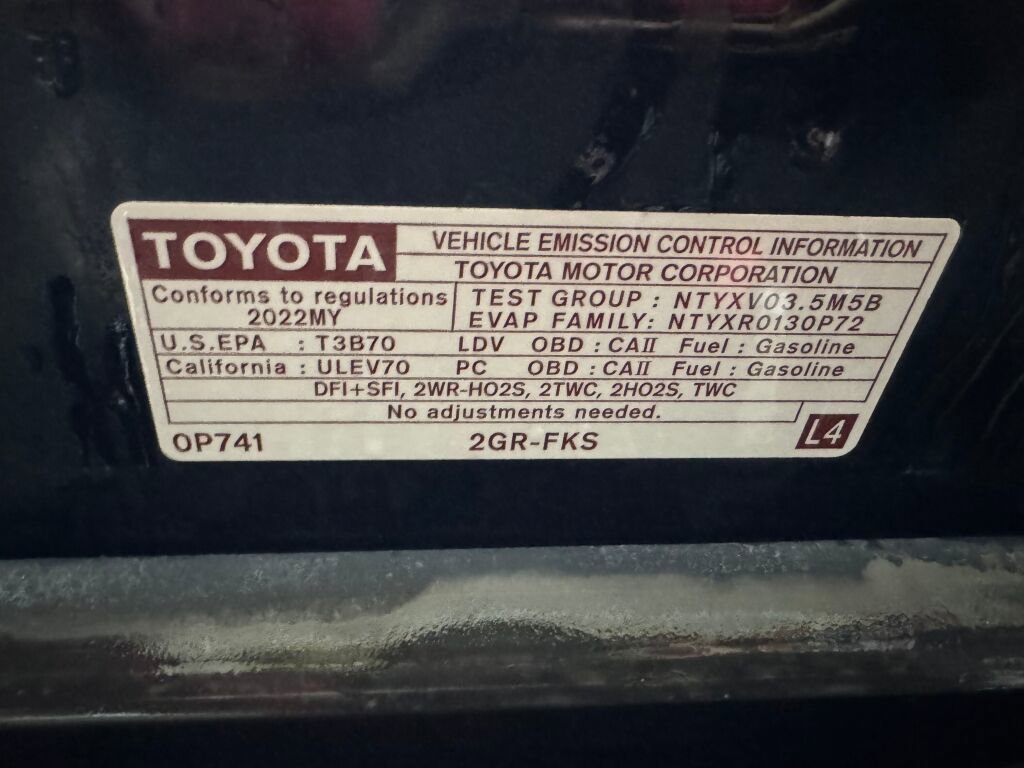 TOYOTA
VEHICLE EMISSION CONTROL INFORMATION
TOYOTA MOTOR CORPORATION
Conforms to regulations
2022MY
TEST GROUP : NTYXV03.5M5B
EVAP FAMILY: NTYXR0130P72
U.S.EPA : T3B70 LDV OBD : CAII Fuel : Gasoline
California : ULEV70 PC OBD : CAII Fuel : Gasoline
DFI+SFI, 2WR-HO2S, 2TWC, 2HO2S, TWC
No adjustments needed.
0P741 2GR-FKS L4